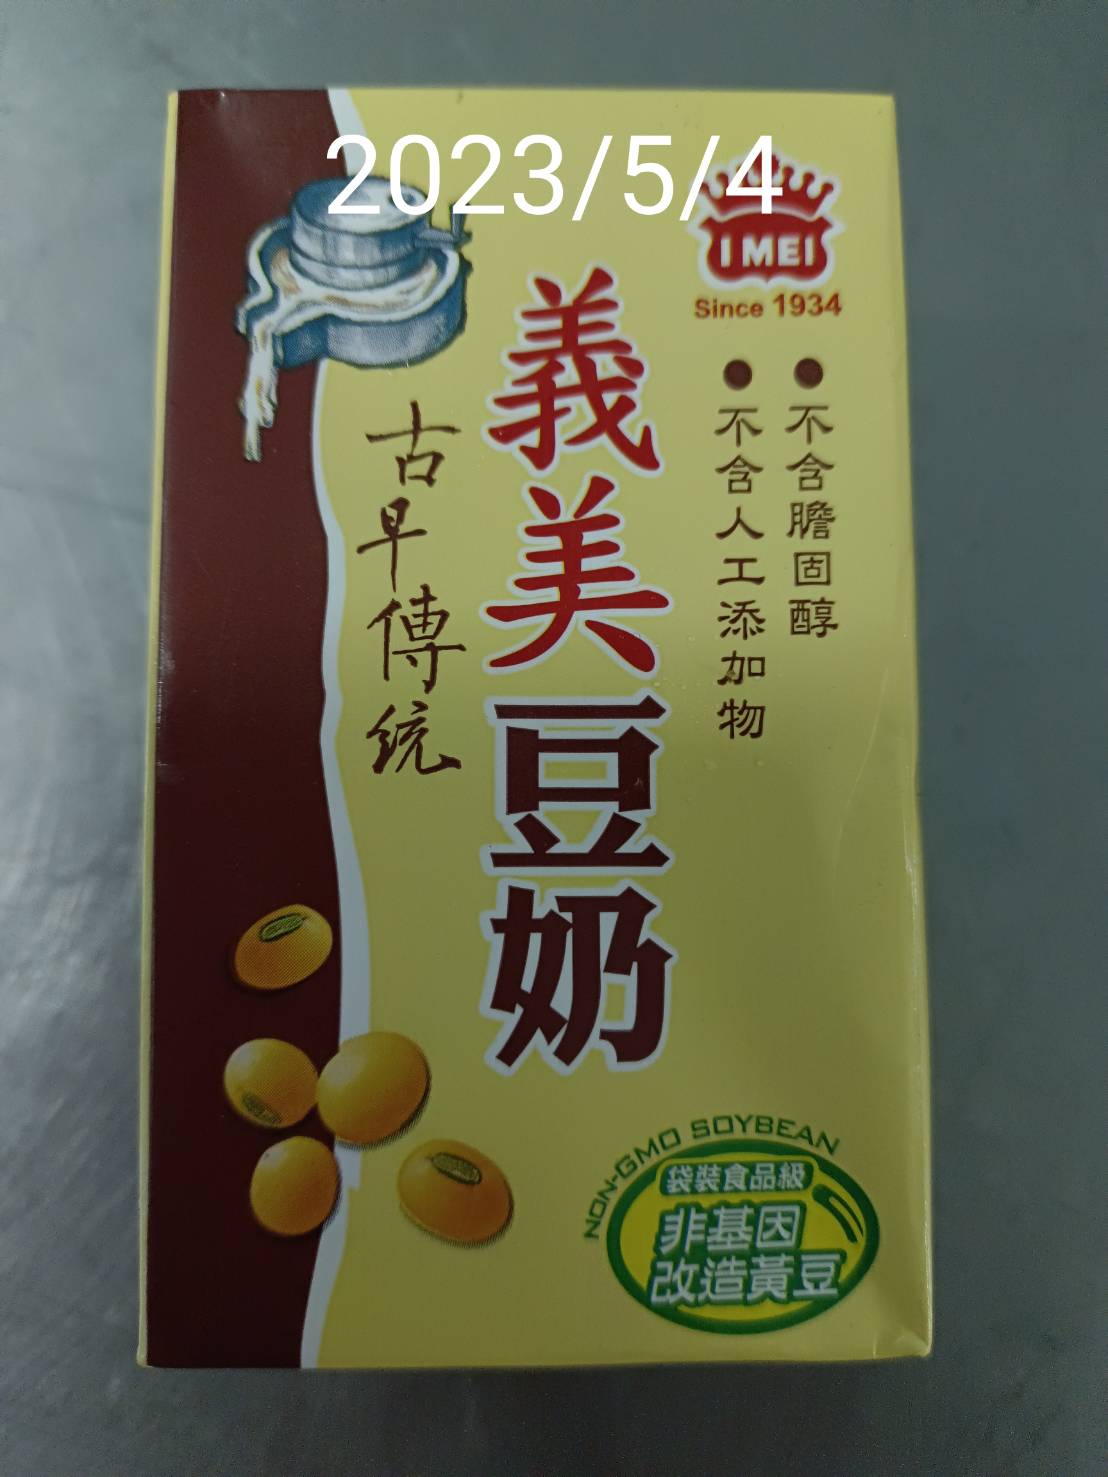 2023/5/4
I MEI
Since 1934
●不含膽固醇
●不含人工添加物
義美豆奶
古早傳統
NON-GMO SOYBEAN
袋裝食品級
非基因
改造黃豆